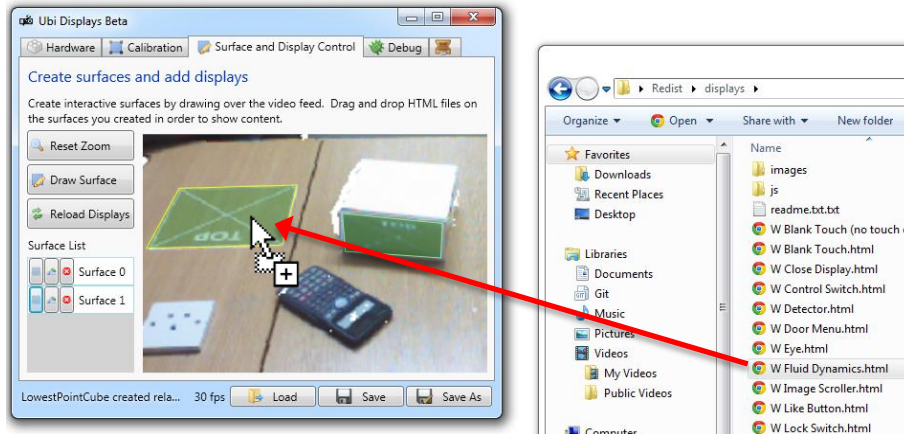 Ubi Displays Beta
Hardware
Calibration
Surface and Display Control
Debug
Create surfaces and add displays
Create interactive surfaces by drawing over the video feed. Drag and drop HTML files on
the surfaces you created in order to show content.
Reset Zoom
Draw Surface
Reload Displays
Surface List
Surface 0
Surface 1
TOP
LowestPointCube created rela...
30 fps
Load
Save
Save As
Redist
displays
Organize
Open
Share with
New folder
Favorites
Downloads
Recent Places
Desktop
Libraries
Documents
Git
Music
Pictures
Videos
My Videos
Public Videos
Computer
Name
images
js
readme.txt.txt
W Blank Touch (no touch
W Blank Touch.html
W Close Display.html
W Control Switch.html
W Detector.html
W Door Menu.html
W Eye.html
W Fluid Dynamics.html
W Image Scroller.html
W Like Button.html
W Lock Switch.html